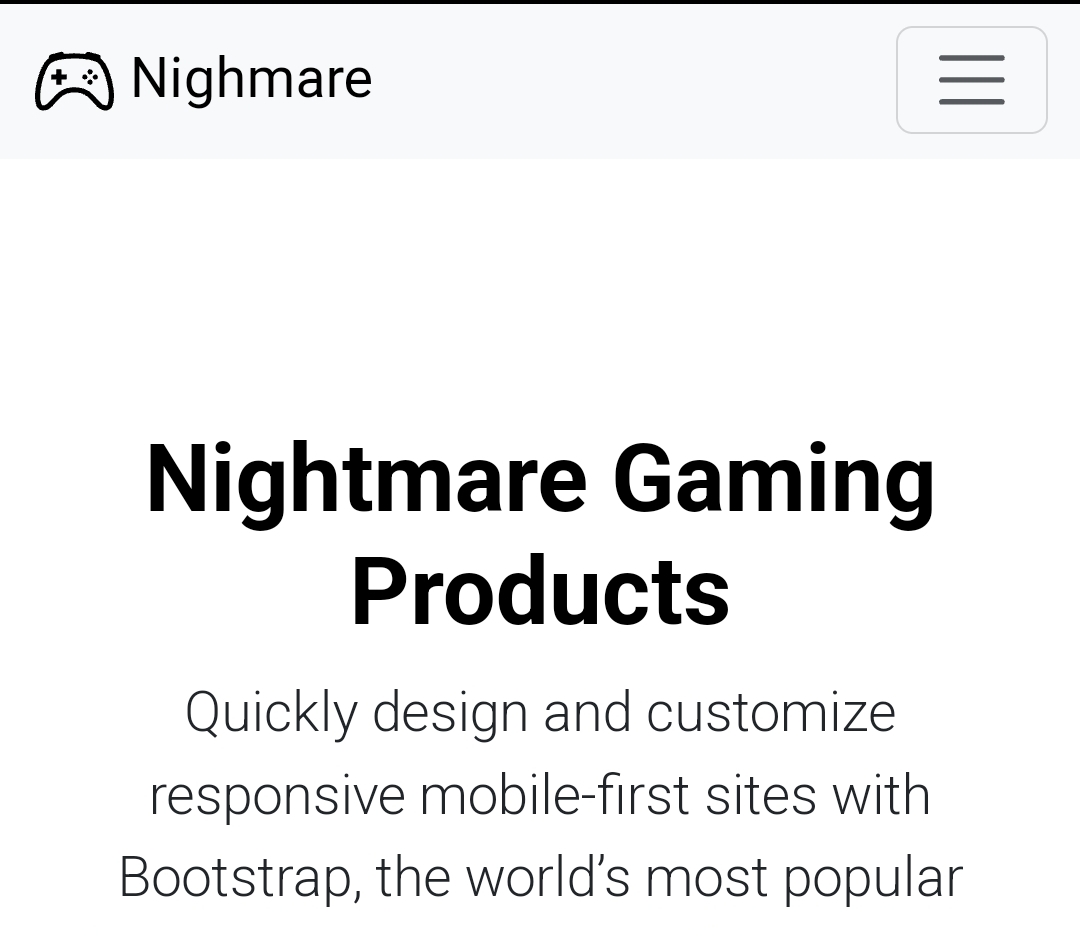 Nighmare
Nightmare Gaming
Products
Quickly design and customize
responsive mobile-first sites with
Bootstrap, the world’s most popular